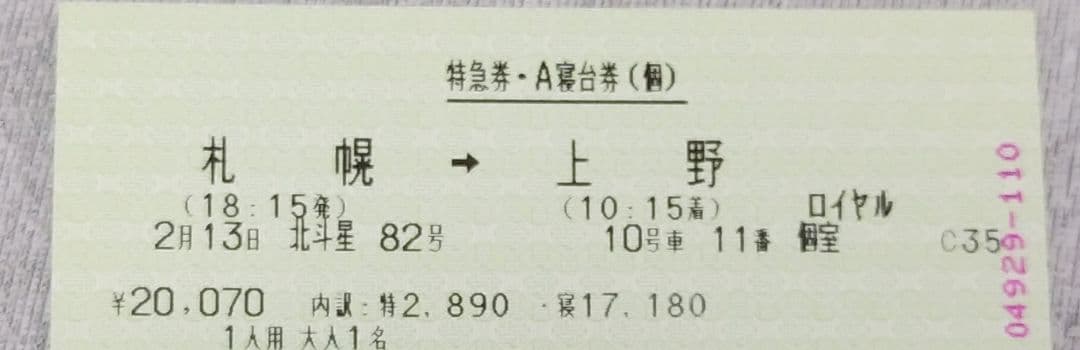 特急券・A寝台券(個)
札幌 → 上野
(18:15発) (10:15着) ロイヤル
2月13日 北斗星 82号 10号車 11番 個室 C35
¥20,070 内訳:特2,890 ・寝17,180
1人用 大人1名
04929-110